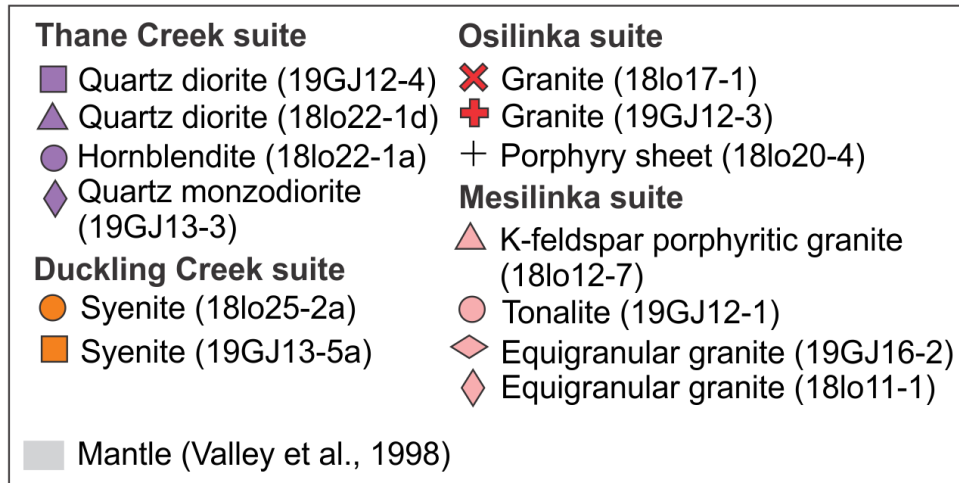 Thane Creek suite
Quartz diorite (19GJ12-4)
Quartz diorite (18lo22-1d)
Hornblendite (18lo22-1a)
Quartz monzodiorite
(19GJ13-3)
Duckling Creek suite
Syenite (18lo25-2a)
Syenite (19GJ13-5a)
Mantle (Valley et al., 1998)
Osilinka suite
Granite (18lo17-1)
Granite (19GJ12-3)
Porphyry sheet (18lo20-4)
Mesilinka suite
K-feldspar porphyritic granite
(18lo12-7)
Tonalite (19GJ12-1)
Equigranular granite (19GJ16-2)
Equigranular granite (18lo11-1)